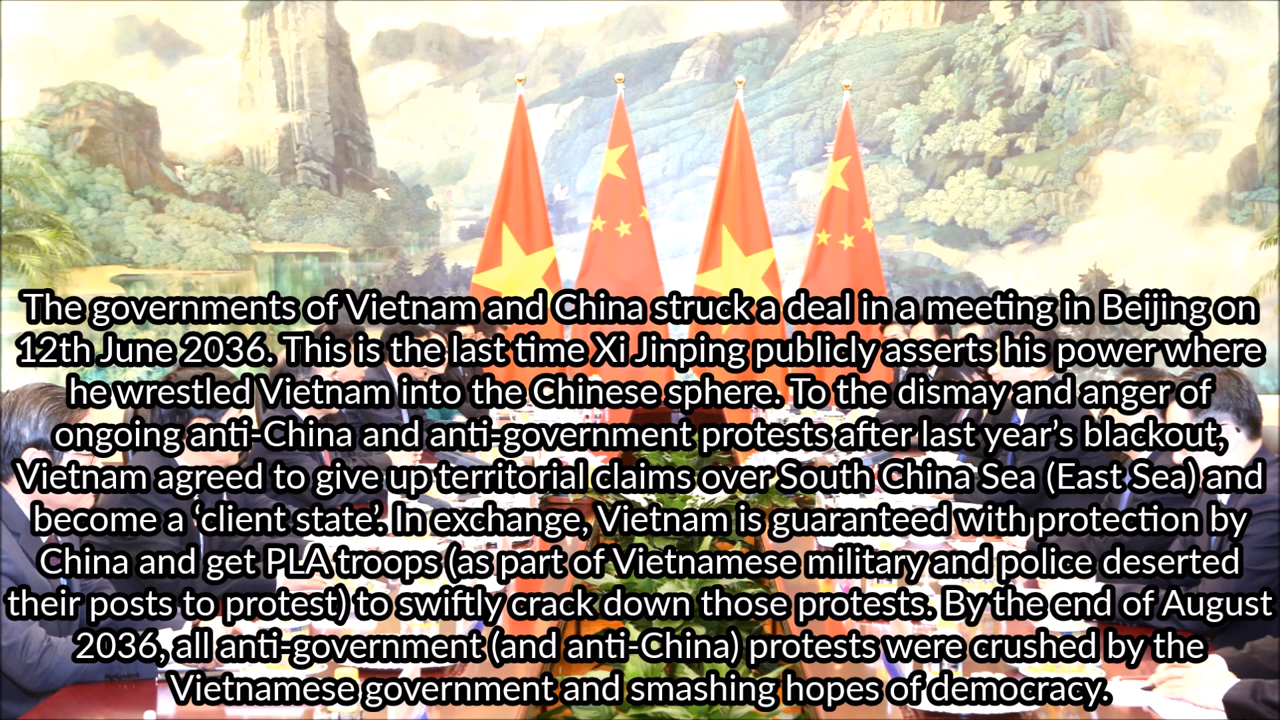 The governments of Vietnam and China struck a deal in a meeting in Beijing on
12th June 2036. This is the last time Xi Jinping publicly asserts his power where
he wrestled Vietnam into the Chinese sphere. To the dismay and anger of
ongoing anti-China and anti-government protests after last year’s blackout,
Vietnam agreed to give up territorial claims over South China Sea (East Sea) and
become a ‘client state’. In exchange, Vietnam is guaranteed with protection by
China and get PLA troops (as part of Vietnamese military and police deserted
their posts to protest) to swiftly crack down those protests. By the end of August
2036, all anti-government (and anti-China) protests were crushed by the
Vietnamese government and smashing hopes of democracy.